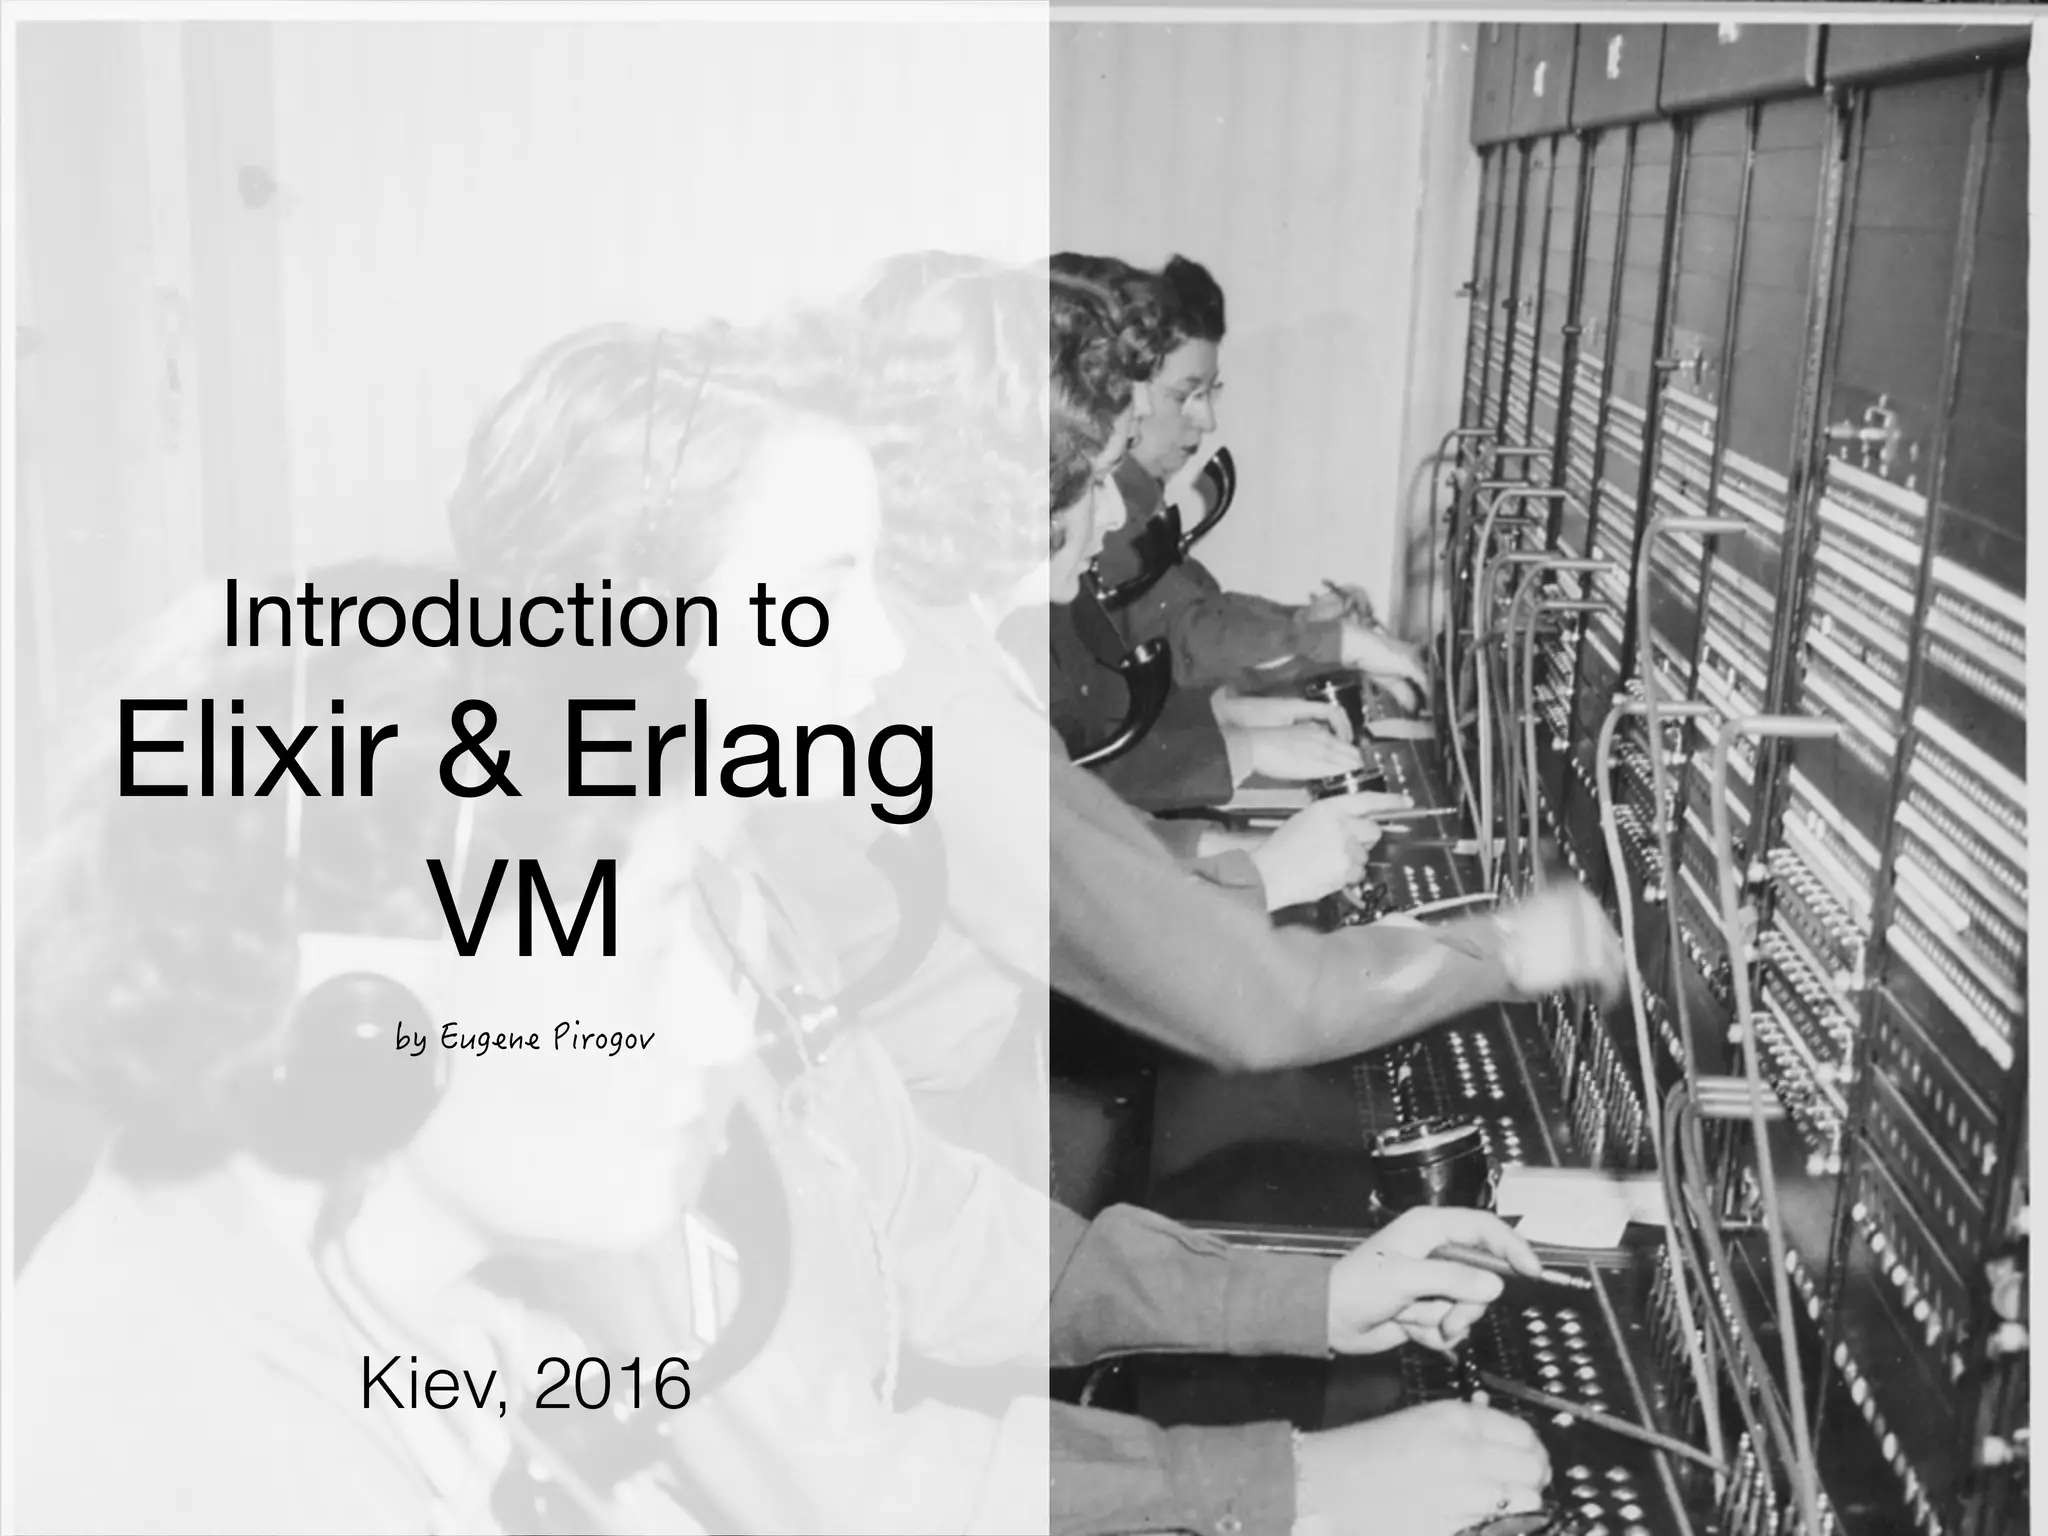 Introduction to
Elixir & Erlang
VM
by Eugene Pirogov
Kiev, 2016